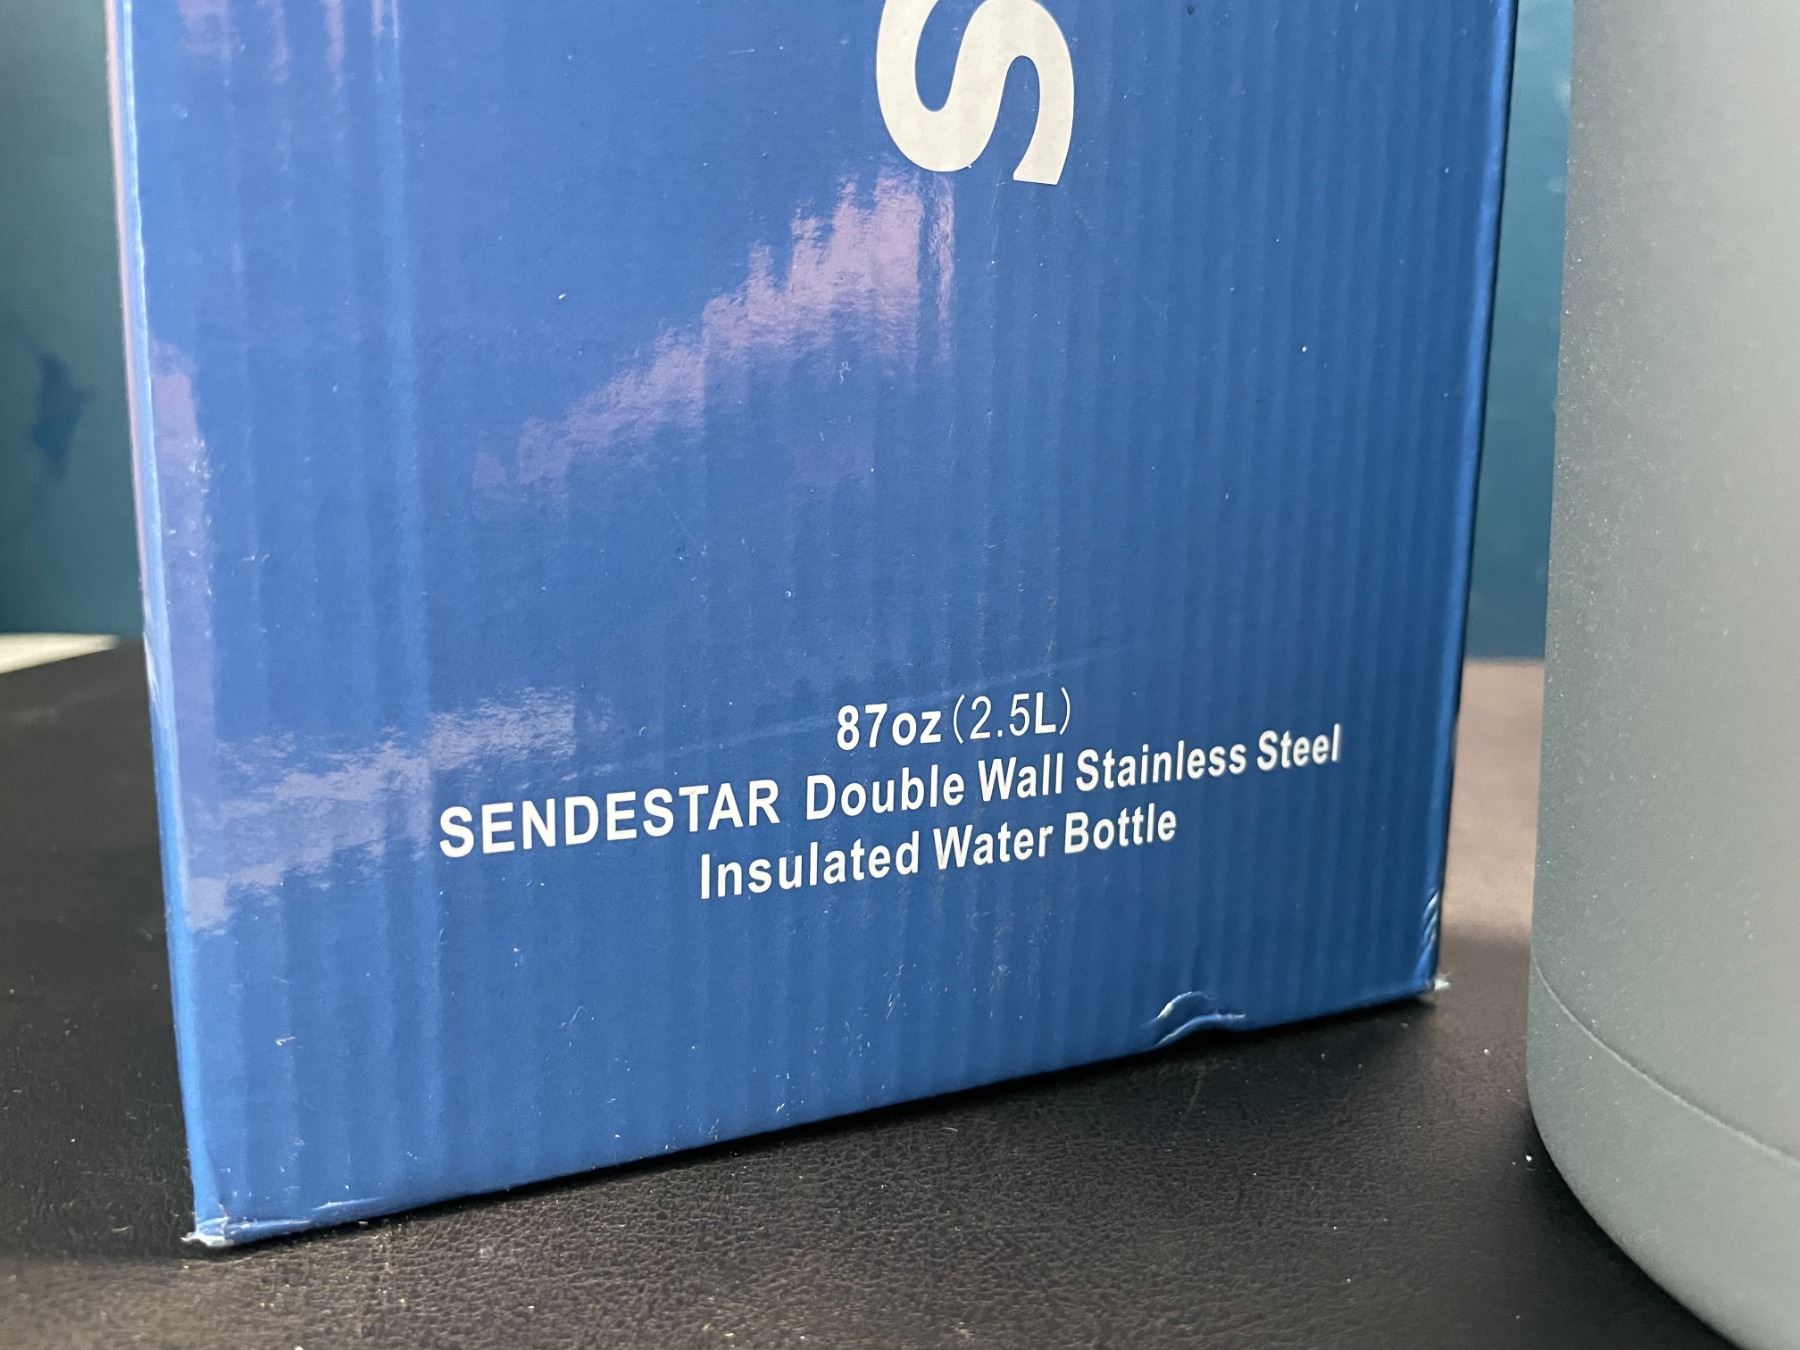 S
87oz(2.5L)
SENDESTAR Double Wall Stainless Steel
Insulated Water Bottle